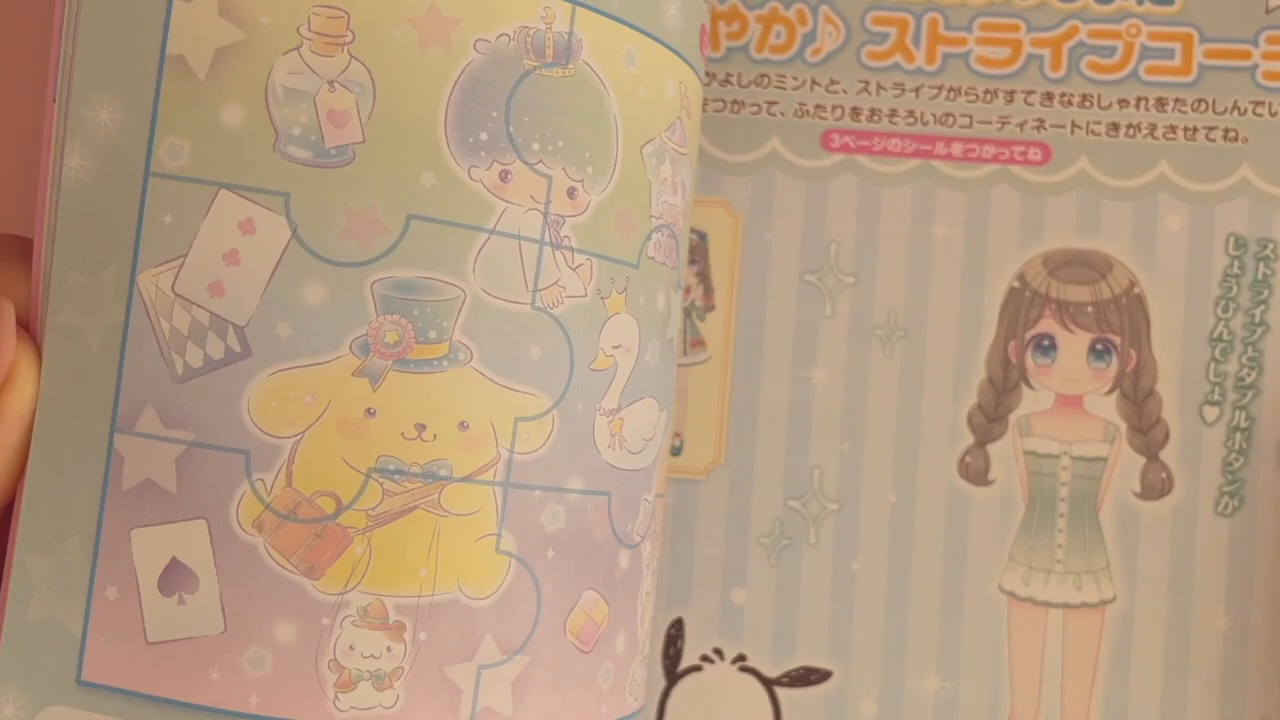 やか♪ ストライプコーデ
かよしのミントと、ストライプがらがすてきなおしゃれをたのしんでい
をつかって、ふたりをおそろいのコーディネートにきがえさせてね。
3ページのシールをつかってね
ストライプとダブルボタンが
じょうひんでしょ♥